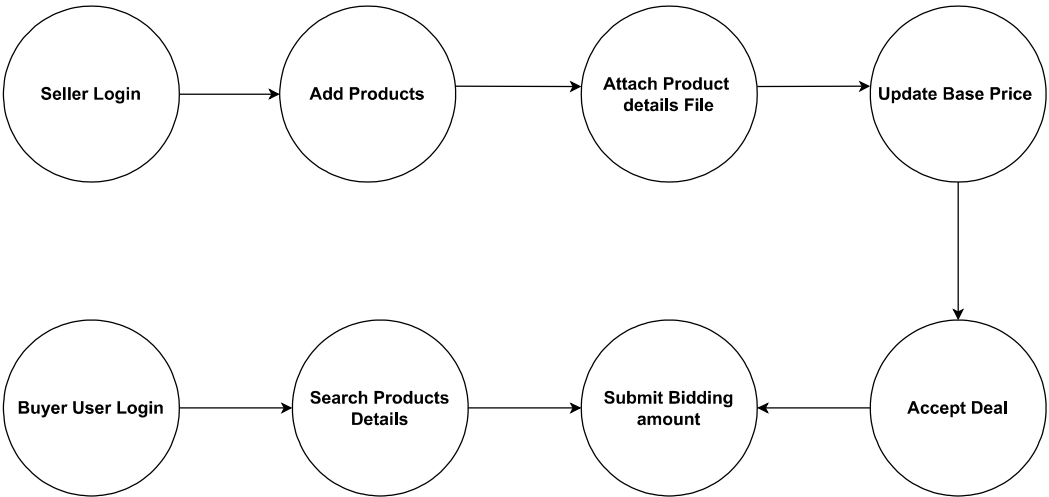 Seller Login
Add Products
Attach Product
details File
Update Base Price
Buyer User Login
Search Products
Details
Submit Bidding
amount
Accept Deal